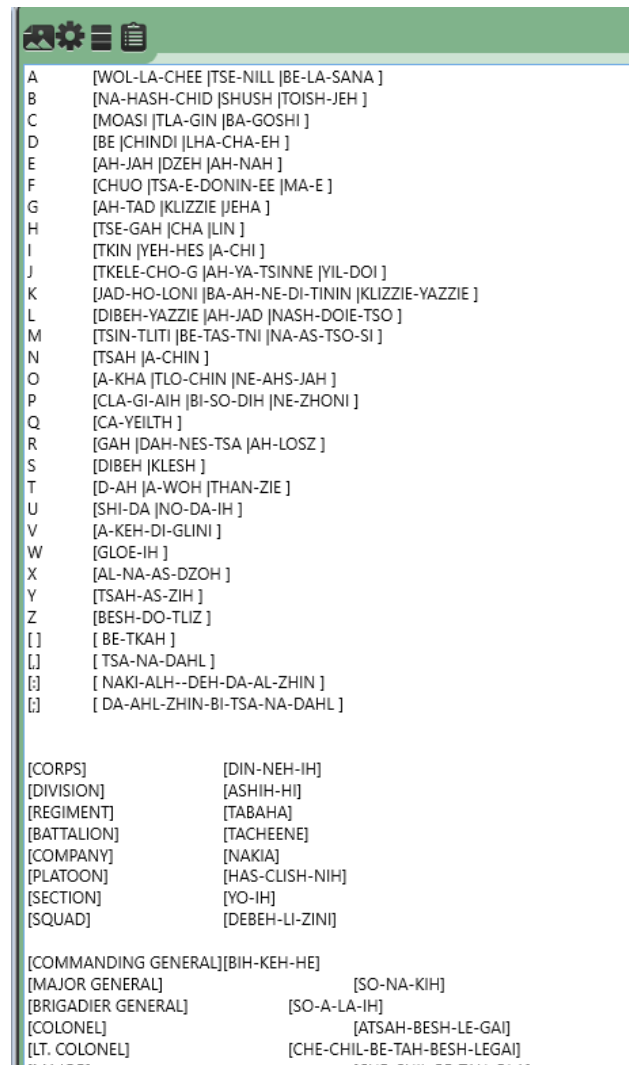 A [WOL-LA-CHEE |TSE-NILL |BE-LA-SANA ]
B [NA-HASH-CHID |SHUSH |TOISH-JEH ]
C [MOASI |TLA-GIN |BA-GOSHI ]
D [BE |CHINDI |LHA-CHA-EH ]
E [AH-JAH |DZEH |AH-NAH ]
F [CHUO |TSA-E-DONIN-EE |MA-E ]
G [AH-TAD |KLIZZIE |JEHA ]
H [TSE-GAH |CHA |LIN ]
I [TKIN |YEH-HES |A-CHI ]
J [TKELE-CHO-G |AH-YA-TSINNE |YIL-DOI ]
K [JAD-HO-LONI |BA-AH-NE-DI-TININ |KLIZZIE-YAZZIE ]
L [DIBEH-YAZZIE |AH-JAD |NASH-DOIE-TSO ]
M [TSIN-TLITI |BE-TAS-TNI |NA-AS-TSO-SI ]
N [TSAH |A-CHIN ]
O [A-KHA |TLO-CHIN |NE-AHS-JAH ]
P [CLA-GI-AIH |BI-SO-DIH |NE-ZHONI ]
Q [CA-YEILTH ]
R [GAH |DAH-NES-TSA |AH-LOSZ ]
S [DIBEH |KLESH ]
T [D-AH |A-WOH |THAN-ZIE ]
U [SHI-DA |NO-DA-IH ]
V [A-KEH-DI-GLINI ]
W [GLOE-IH ]
X [AL-NA-AS-DZOH ]
Y [TSAH-AS-ZIH ]
Z [BESH-DO-TLIZ ]
[ ] [ BE-TKAH ]
[,] [ TSA-NA-DAHL ]
[:] [ NAKI-ALH--DEH-DA-AL-ZHIN ]
[;] [ DA-AHL-ZHIN-BI-TSA-NA-DAHL ]
[CORPS] [DIN-NEH-IH]
[DIVISION] [ASHIH-HI]
[REGIMENT] [TABAHA]
[BATTALION] [TACHEENE]
[COMPANY] [NAKIA]
[PLATOON] [HAS-CLISH-NIH]
[SECTION] [YO-IH]
[SQUAD] [DEBEH-LI-ZINI]
[COMMANDING GENERAL][BIH-KEH-HE]
[MAJOR GENERAL] [SO-NA-KIH]
[BRIGADIER GENERAL] [SO-A-LA-IH]
[COLONEL] [ATSAH-BESH-LE-GAI]
[LT. COLONEL] [CHE-CHIL-BE-TAH-BESH-LEGAI]